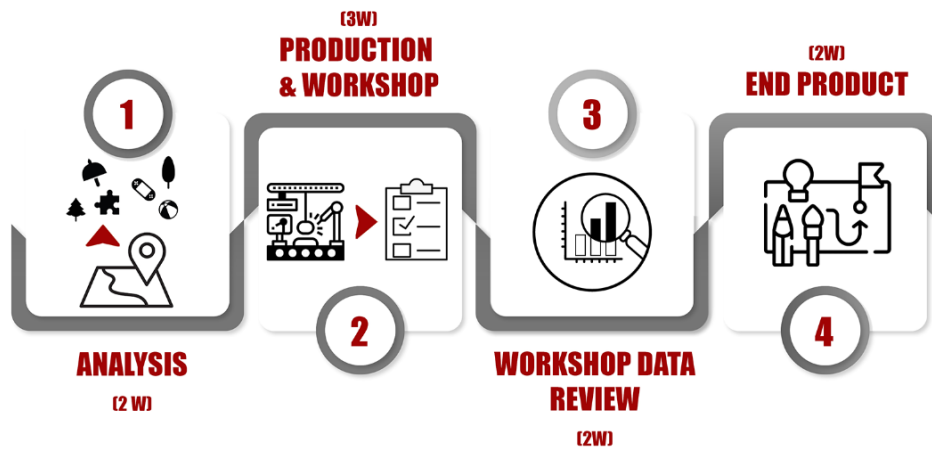 1
ANALYSIS
(2 W)
(3W)
PRODUCTION
& WORKSHOP
2
3
WORKSHOP DATA
REVIEW
(2W)
(2W)
END PRODUCT
4